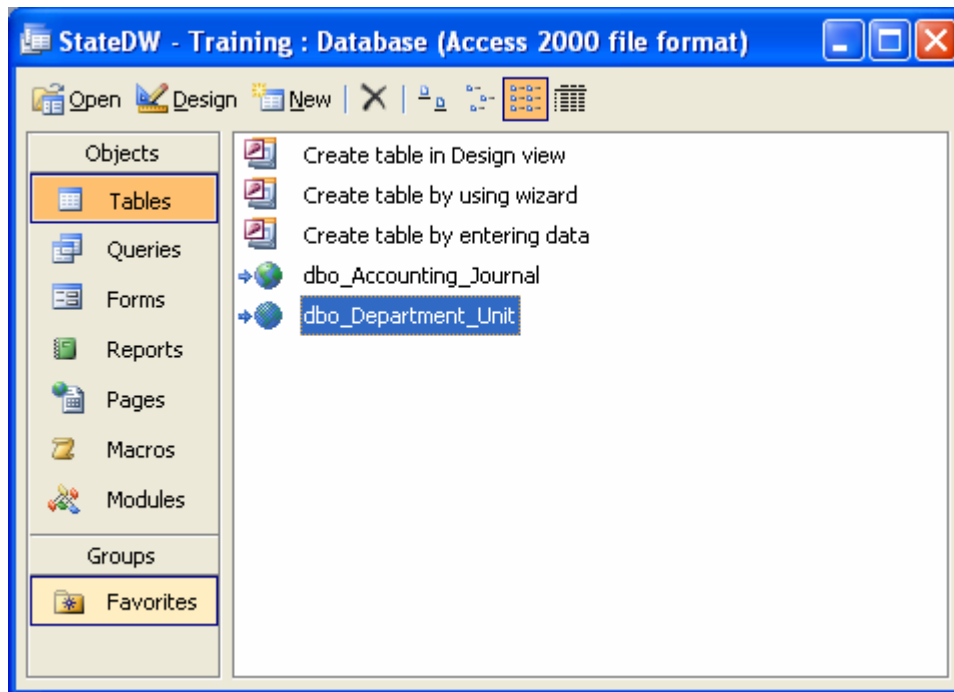 StateDW - Training : Database (Access 2000 file format)
Open Design New
Objects
Tables
Queries
Forms
Reports
Pages
Macros
Modules
Groups
Favorites
Create table in Design view
Create table by using wizard
Create table by entering data
dbo_Accounting_Journal
dbo_Department_Unit